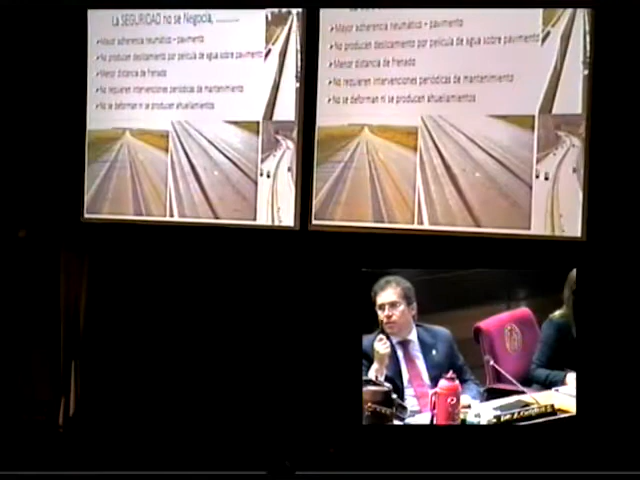 La SEGURIDAD no se Negocia, ........
➤Mayor adherencia neumático – pavimento
➤No producen deslizamiento por película de agua sobre pavimento
➤Menor distancia de frenado
➤No requieren intervenciones periódicas de mantenimiento
➤No se deforman ni se producen ahuellamientos
➤Mayor adherencia neumático – pavimento
➤No producen deslizamiento por película de agua sobre pavimento
➤Menor distancia de frenado
➤No requieren intervenciones periódicas de mantenimiento
➤No se deforman ni se producen ahuellamientos